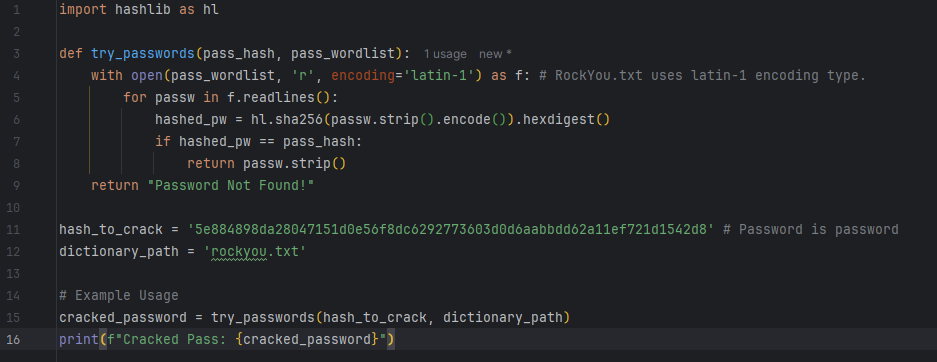 1 import hashlib as hl
2
3 def try_passwords(pass_hash, pass_wordlist): 1 usage new *
4 with open(pass_wordlist, 'r', encoding='latin-1') as f: # RockYou.txt uses latin-1 encoding type.
5 for passw in f.readlines():
6 hashed_pw = hl.sha256(passw.strip().encode()).hexdigest()
7 if hashed_pw == pass_hash:
8 return passw.strip()
9 return "Password Not Found!"
10
11 hash_to_crack = '5e884898da28047151d0e56f8dc6292773603d0d6aabbdd62a11ef721d1542d8' # Password is password
12 dictionary_path = 'rockyou.txt'
13
14 # Example Usage
15 cracked_password = try_passwords(hash_to_crack, dictionary_path)
16 print(f"Cracked Pass: {cracked_password}")